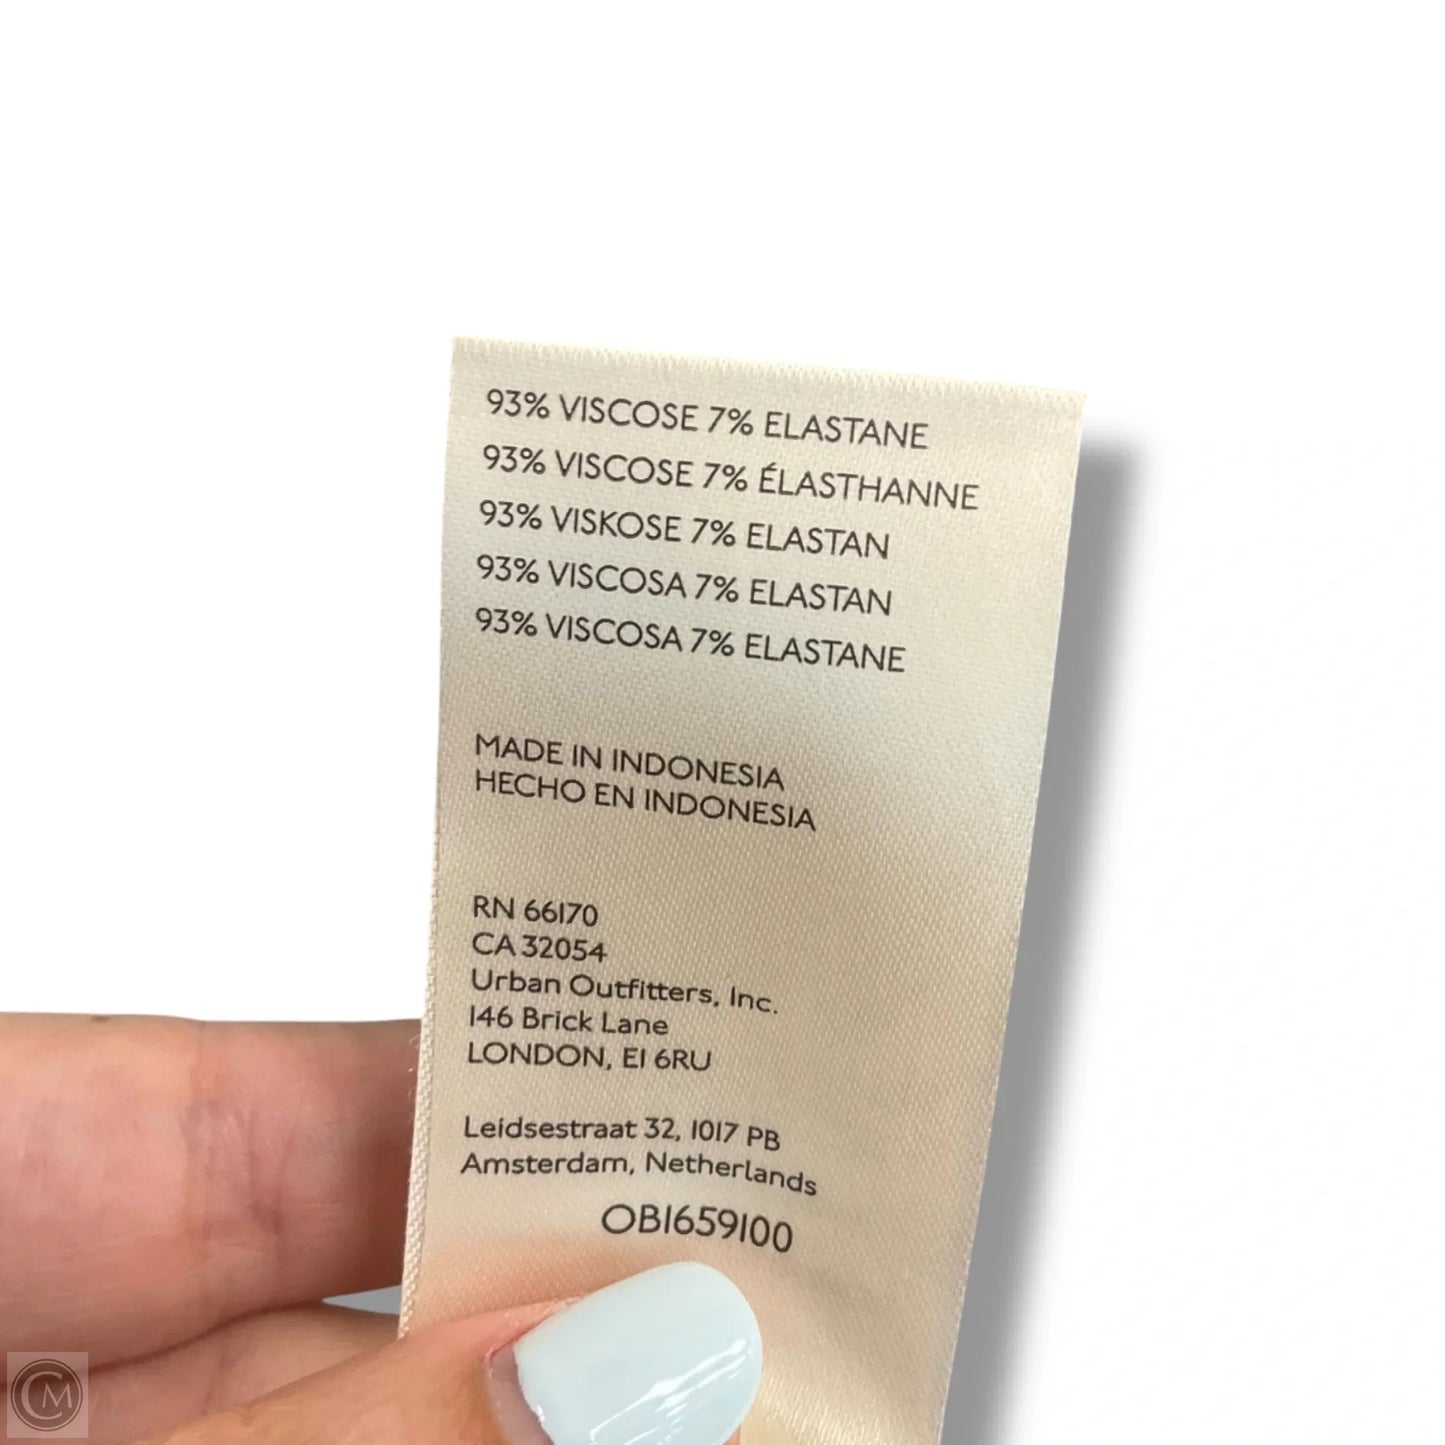 93% VISCOSE 7% ELASTANE
93% VISCOSE 7% ÉLASTHANNE
93% VISKOSE 7% ELASTAN
93% VISCOSA 7% ELASTAN
93% VISCOSA 7% ELASTANE
MADE IN INDONESIA
HECHO EN INDONESIA
RN 66170
CA 32054
Urban Outfitters, Inc.
146 Brick Lane
LONDON, E1 6RU
Leidsestraat 32, 1017 PB
Amsterdam, Netherlands
OB1659100
CM